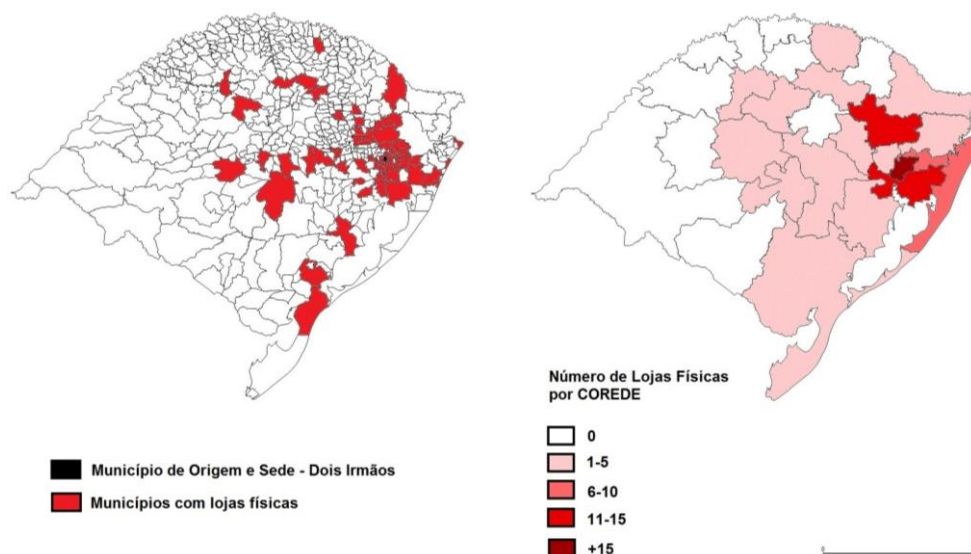 Município de Origem e Sede - Dois Irmãos
Municípios com lojas físicas
Número de Lojas Físicas
por COREDE
0
1-5
6-10
11-15
+15
0